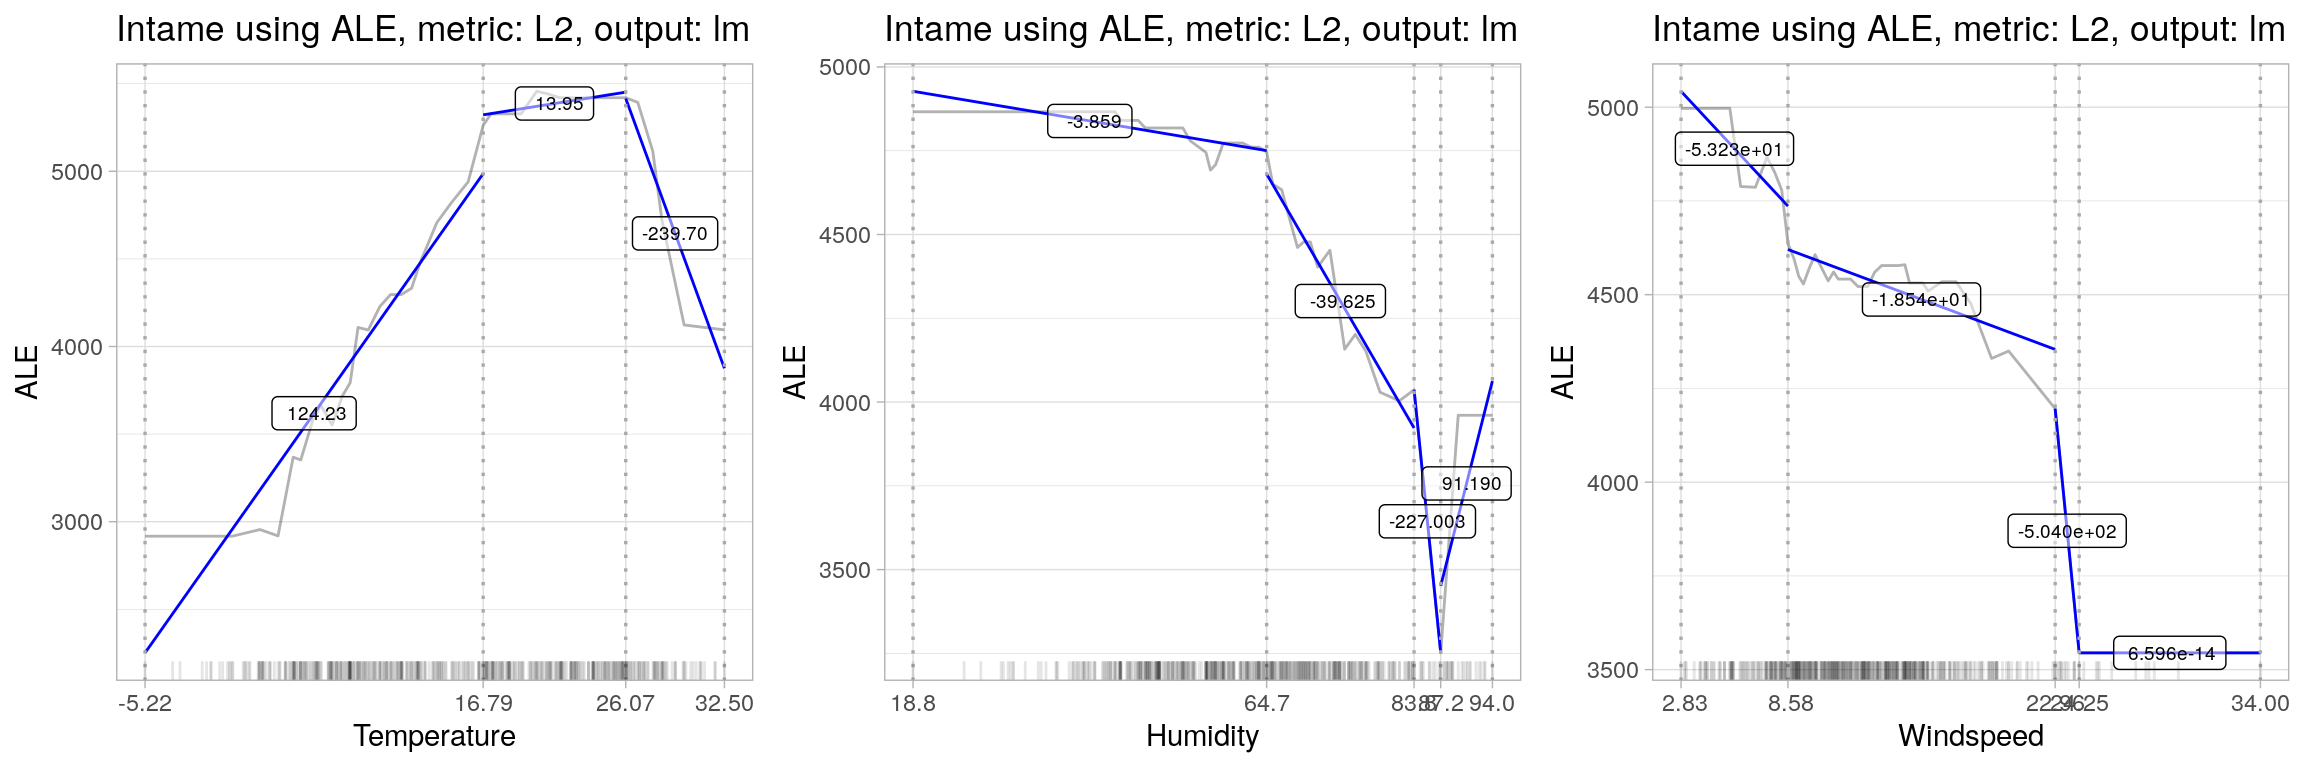 Intame using ALE, metric: L2, output: lm
ALE
5000
4000
3000
124.23
13.95
-239.70
-5.22
16.79
26.07
32.50
Temperature
Intame using ALE, metric: L2, output: lm
ALE
5000
4500
4000
3500
-3.859
-39.625
-227.003
91.190
18.8
64.7
87.2
94.0
Humidity
Intame using ALE, metric: L2, output: lm
ALE
5000
4500
4000
3500
-5.323e+01
-1.854e+01
-5.040e+02
6.596e-14
2.83
8.58
24.25
34.00
Windspeed